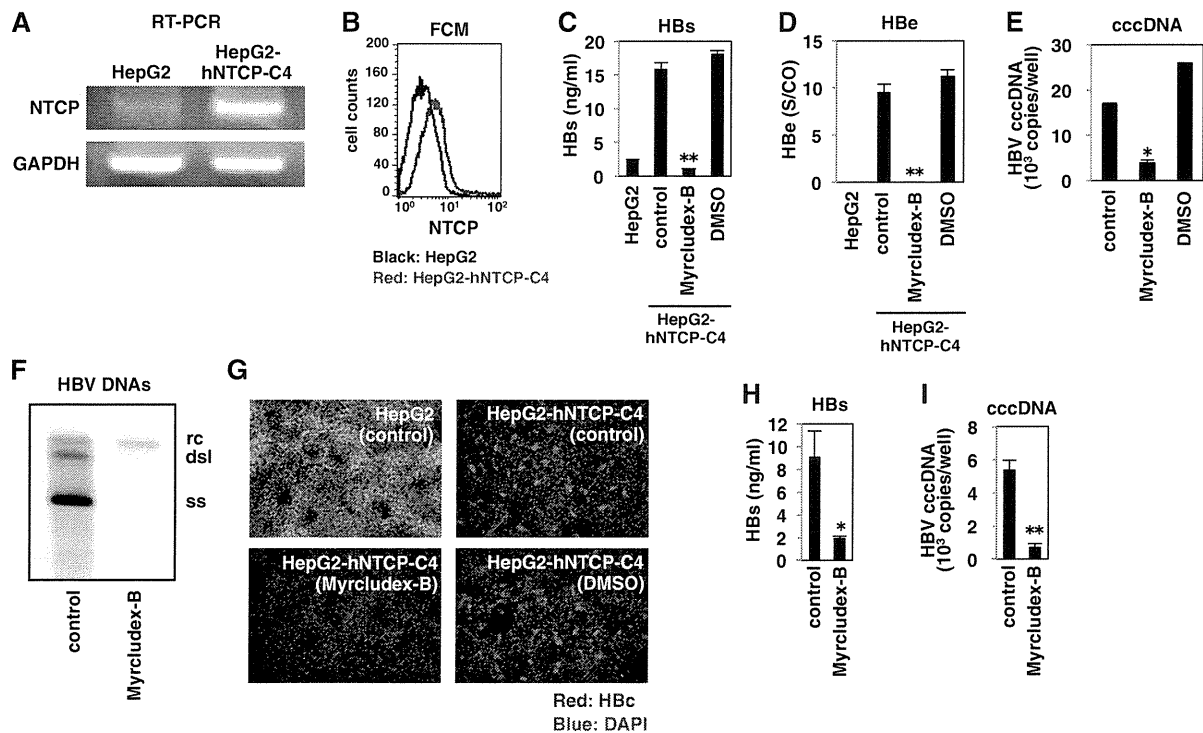 A
RT-PCR
HepG2
HepG2-
hNTCP-C4
NTCP
GAPDH
B
FCM
cell counts
200
160
120
80
40
0
10⁰
10¹
10²
NTCP
Black: HepG2
Red: HepG2-hNTCP-C4
C
HBs
HBs (ng/ml)
20
15
10
5
0
**
HepG2
control
Myrcludex-B
DMSO
HepG2-
hNTCP-C4
D
HBe
HBe (S/CO)
15
10
5
0
**
HepG2
control
Myrcludex-B
DMSO
HepG2-
hNTCP-C4
E
cccDNA
HBV cccDNA
(10³ copies/well)
30
20
10
0
*
control
Myrcludex-B
DMSO
F
HBV DNAs
rc
dsl
ss
control
Myrcludex-B
G
HepG2
(control)
HepG2-hNTCP-C4
(control)
HepG2-hNTCP-C4
(Myrcludex-B)
HepG2-hNTCP-C4
(DMSO)
Red: HBc
Blue: DAPI
H
HBs
HBs (ng/ml)
12
10
8
6
4
2
0
*
control
Myrcludex-B
I
cccDNA
HBV cccDNA
(10³ copies/well)
8
6
4
2
0
**
control
Myrcludex-B